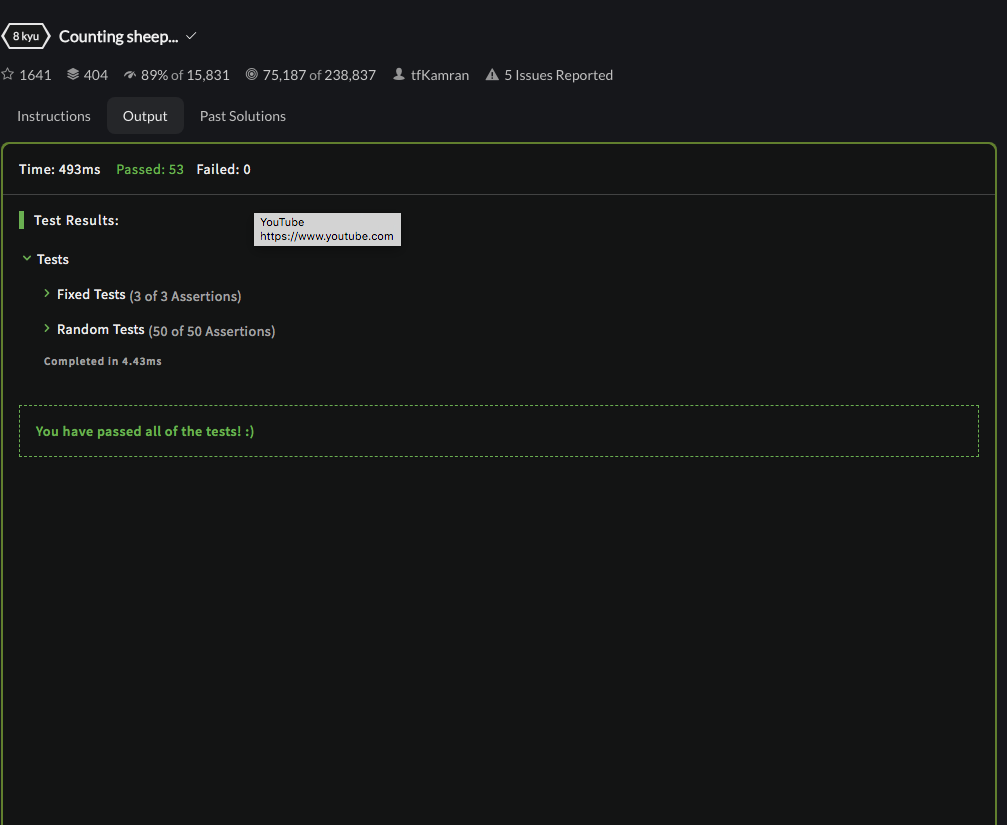 8 kyu Counting sheep...
1641 404 89% of 15,831 75,187 of 238,837 tfKamran 5 Issues Reported
Instructions Output Past Solutions
Time: 493ms Passed: 53 Failed: 0
Test Results:
YouTube
https://www.youtube.com
Tests
Fixed Tests (3 of 3 Assertions)
Random Tests (50 of 50 Assertions)
Completed in 4.43ms
You have passed all of the tests! :)